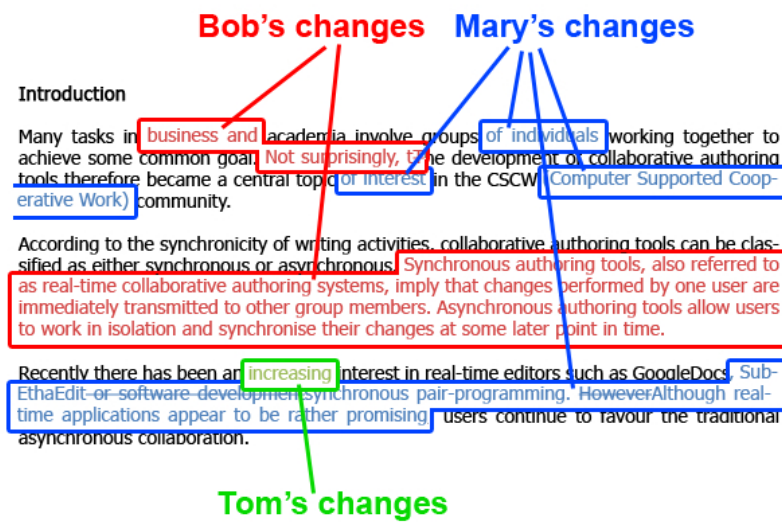 Bob's changes Mary's changes
Introduction
Many tasks in business and academia involve groups of individuals working together to
achieve some common goal. Not surprisingly, tThe development of collaborative authoring
tools therefore became a central topic of interest in the CSCW (Computer Supported Coop-
erative Work) community.
According to the synchronicity of writing activities, collaborative authoring tools can be clas-
sified as either synchronous or asynchronous. Synchronous authoring tools, also referred to
as real-time collaborative authoring systems, imply that changes performed by one user are
immediately transmitted to other group members. Asynchronous authoring tools allow users
to work in isolation and synchronise their changes at some later point in time.
Recently there has been an increasing interest in real-time editors such as GoogleDocs, Sub-
EthaEdit or software development synchronous pair-programming. HoweverAlthough real-
time applications appear to be rather promising, users continue to favour the traditional
asynchronous collaboration.
Tom's changes